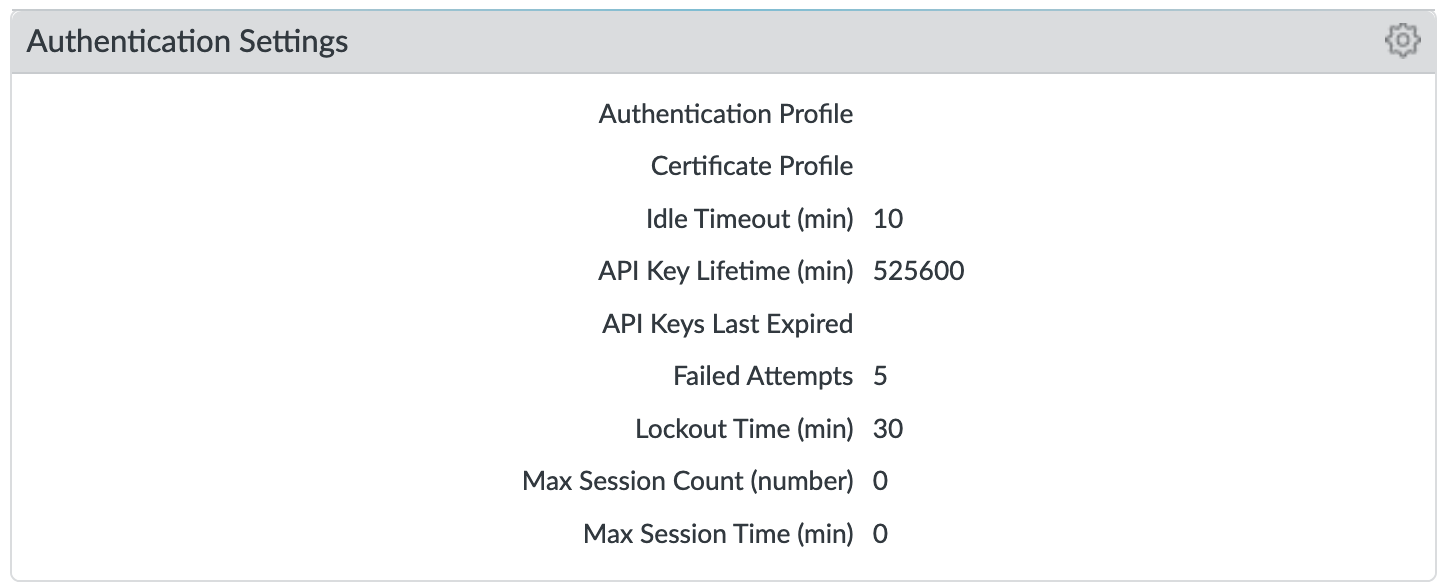 Authentication Settings
Authentication Profile
Certificate Profile
Idle Timeout (min) 10
API Key Lifetime (min) 525600
API Keys Last Expired
Failed Attempts 5
Lockout Time (min) 30
Max Session Count (number) 0
Max Session Time (min) 0